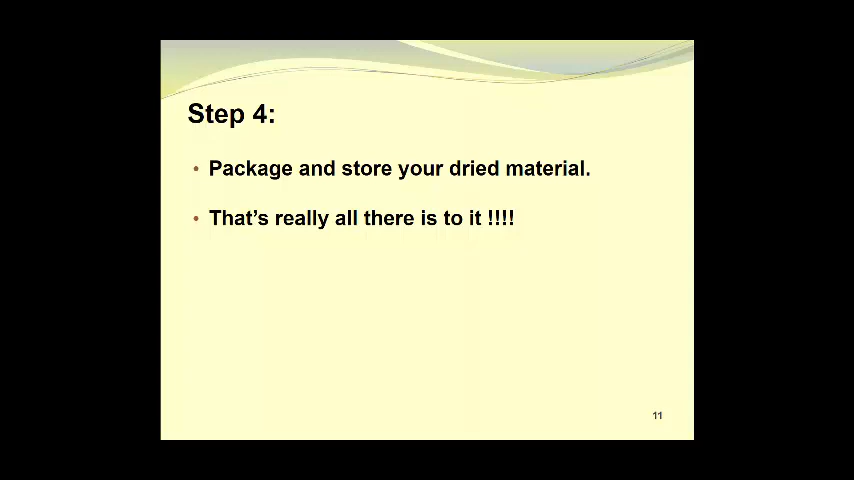 Step 4:
• Package and store your dried material.
• That’s really all there is to it !!!!
11